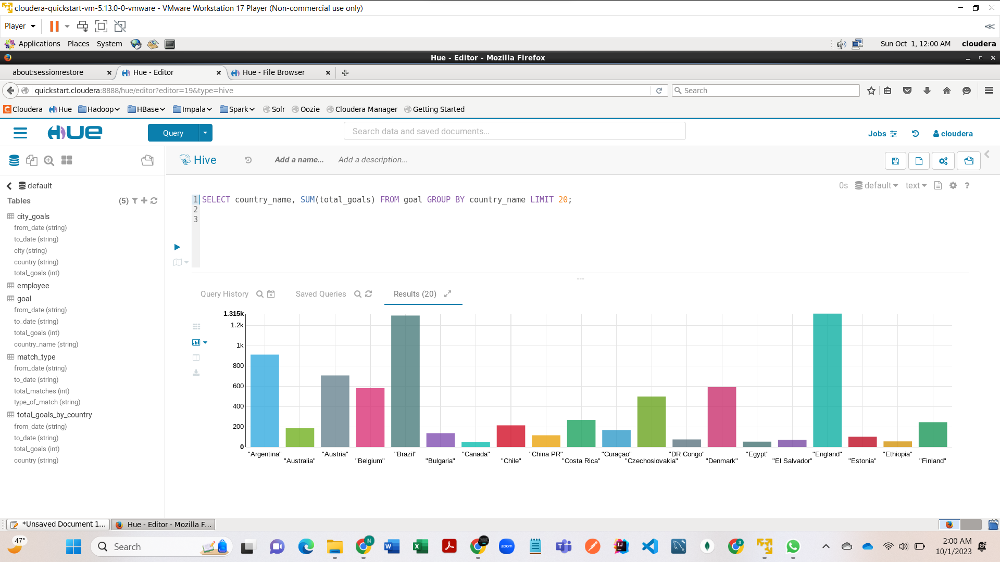 cloudera-quickstart-vm-5.13.0-0-vmware - VMware Workstation 17 Player (Non-commercial use only)
Player
Applications Places System
Sun Oct 1, 12:00 AM cloudera
Hue - Editor - Mozilla Firefox
about:sessionrestore
Hue - Editor
Hue - File Browser
quickstart.cloudera:8888/hue/editor?editor=19&type=hive
Search
Cloudera Hue Hadoop HBase Impala Spark Solr Oozie Cloudera Manager Getting Started
HUE
Query
Search data and saved documents...
Jobs
cloudera
Hive
Add a name...
Add a description...
default
0s default text ?
Tables (5)
city_goals
from_date (string)
to_date (string)
city (string)
country (string)
total_goals (int)
employee
goal
from_date (string)
to_date (string)
total_goals (int)
country_name (string)
match_type
from_date (string)
to_date (string)
total_matches (int)
type_of_match (string)
total_goals_by_country
from_date (string)
to_date (string)
total_goals (int)
country (string)
1 SELECT country_name, SUM(total_goals) FROM goal GROUP BY country_name LIMIT 20;
2
3
Query History
Saved Queries
Results (20)
1.315k
1.2k
1k
800
600
400
200
0
"Argentina" "Austria" "Brazil" "Canada" "China PR" "Curaçao" "DR Congo" "Egypt" "England" "Ethiopia"
"Australia" "Belgium" "Bulgaria" "Chile" "Costa Rica" "Czechoslovakia" "Denmark" "El Salvador" "Estonia" "Finland"
*Unsaved Document 1...
Hue - Editor - Mozilla F...
47°
Search
N
zoom
S
2:00 AM
10/1/2023